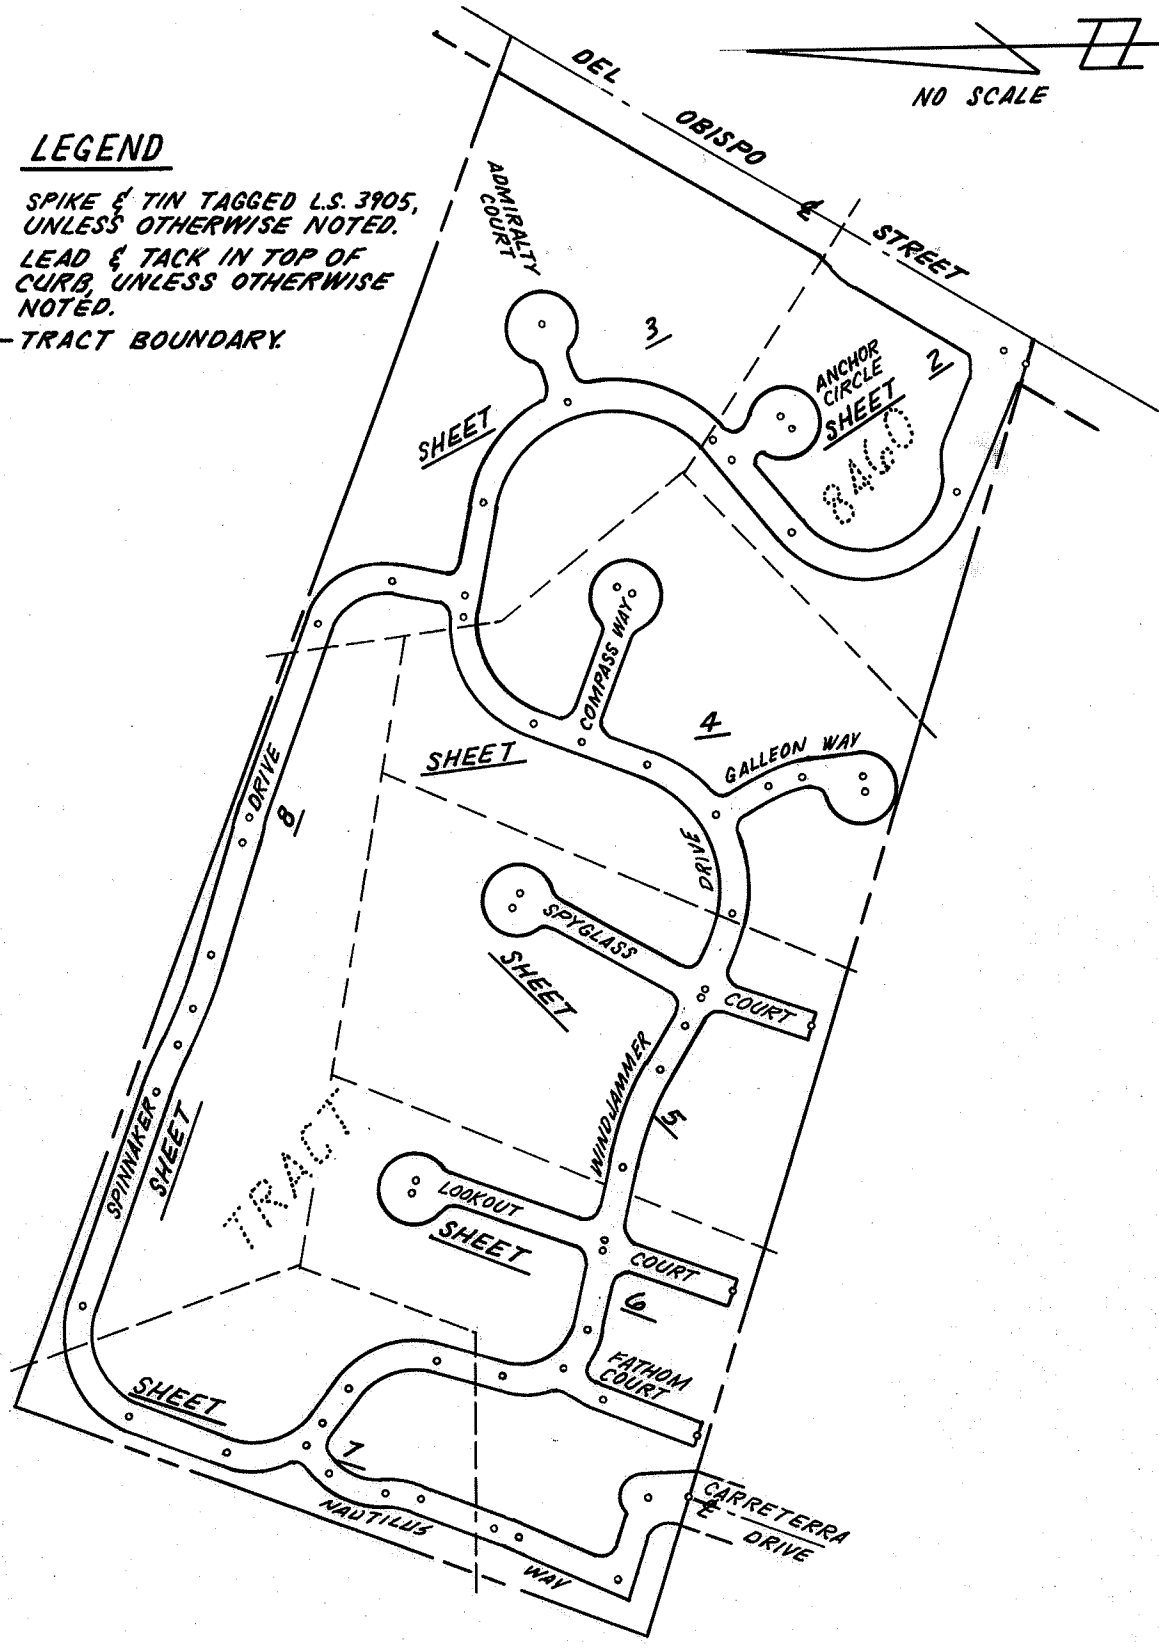 DEL OBISPO STREET
℄
N
NO SCALE
LEGEND
SPIKE & TIN TAGGED L.S. 3905,
UNLESS OTHERWISE NOTED.
LEAD & TACK IN TOP OF
CURB, UNLESS OTHERWISE
NOTED.
TRACT BOUNDARY.
ADMIRALTY
COURT
3
2
ANCHOR
CIRCLE
SHEET
8460
SHEET
COMPASS WAY
4
SHEET
GALLEON WAY
DRIVE
8
DRIVE
SPYGLASS
COURT
SHEET
WINDJAMMER
5
SPINNAKER
SHEET
TRACT
LOOKOUT
COURT
SHEET
6
FATHOM
COURT
SHEET
7
NAUTILUS
WAY
CARRETERRA
℄
DRIVE